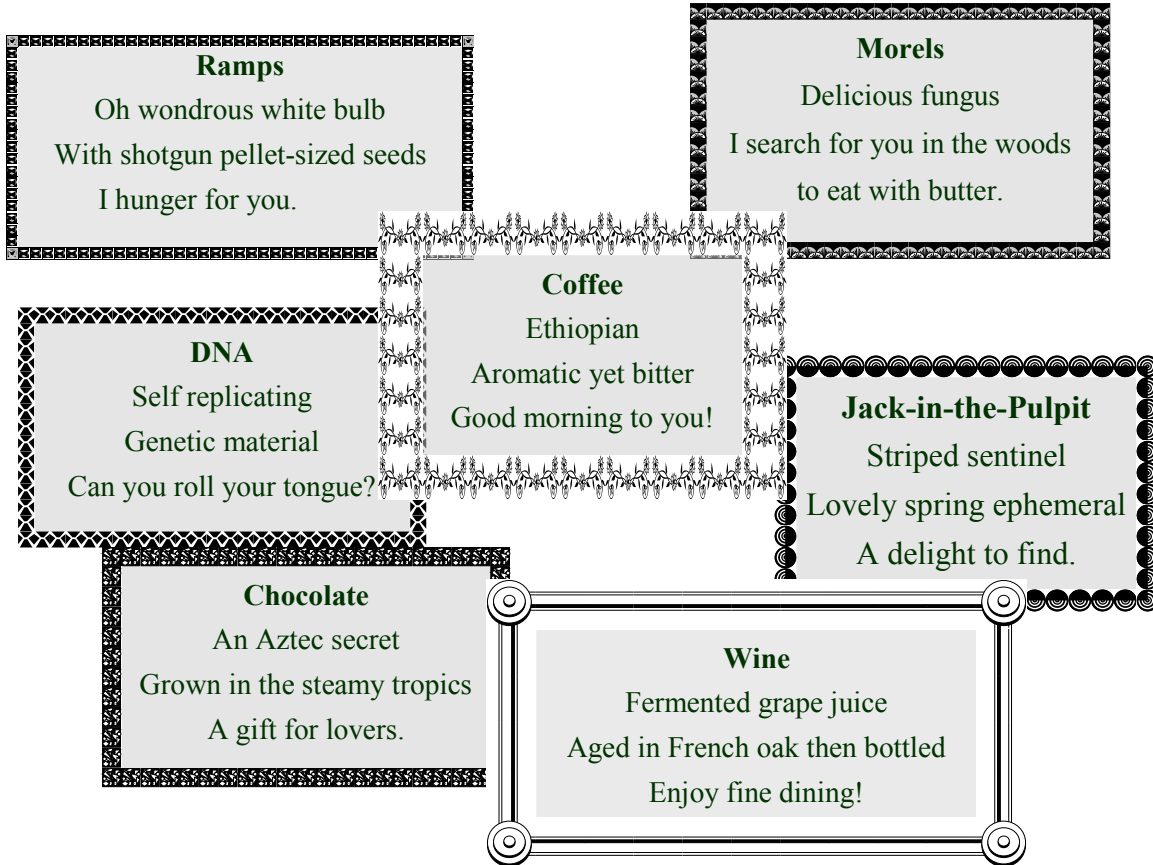 Ramps
Oh wondrous white bulb
With shotgun pellet-sized seeds
I hunger for you.
Morels
Delicious fungus
I search for you in the woods
to eat with butter.
Coffee
Ethiopian
Aromatic yet bitter
Good morning to you!
DNA
Self replicating
Genetic material
Can you roll your tongue?
Jack-in-the-Pulpit
Striped sentinel
Lovely spring ephemeral
A delight to find.
Chocolate
An Aztec secret
Grown in the steamy tropics
A gift for lovers.
Wine
Fermented grape juice
Aged in French oak then bottled
Enjoy fine dining!